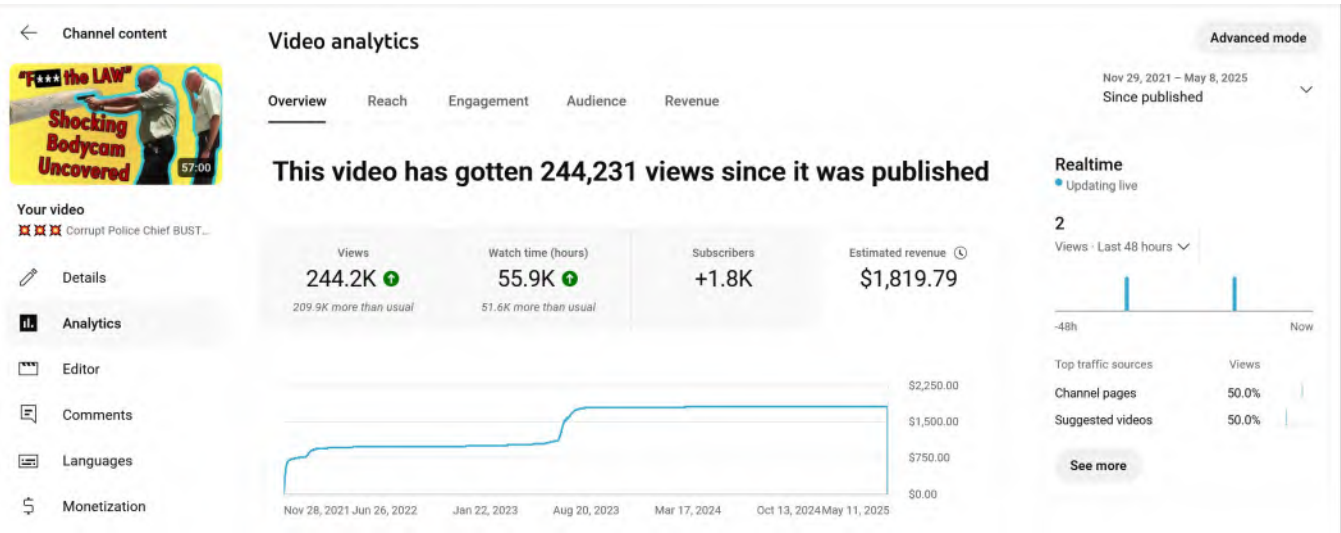 Channel content
"F*** the LAW"
Shocking
Bodycam
Uncovered
57:00
Your video
💥💥💥 Corrupt Police Chief BUST...
Details
Analytics
Editor
Comments
Languages
Monetization
Video analytics
Advanced mode
Nov 29, 2021 – May 8, 2025
Since published
Overview Reach Engagement Audience Revenue
This video has gotten 244,231 views since it was published
Views
244.2K
209.9K more than usual
Watch time (hours)
55.9K
51.6K more than usual
Subscribers
+1.8K
Estimated revenue
$1,819.79
$2,250.00
$1,500.00
$750.00
$0.00
Nov 28, 2021 Jun 26, 2022 Jan 22, 2023 Aug 20, 2023 Mar 17, 2024 Oct 13, 2024 May 11, 2025
Realtime
Updating live
2
Views · Last 48 hours
-48h Now
Top traffic sources Views
Channel pages 50.0%
Suggested videos 50.0%
See more